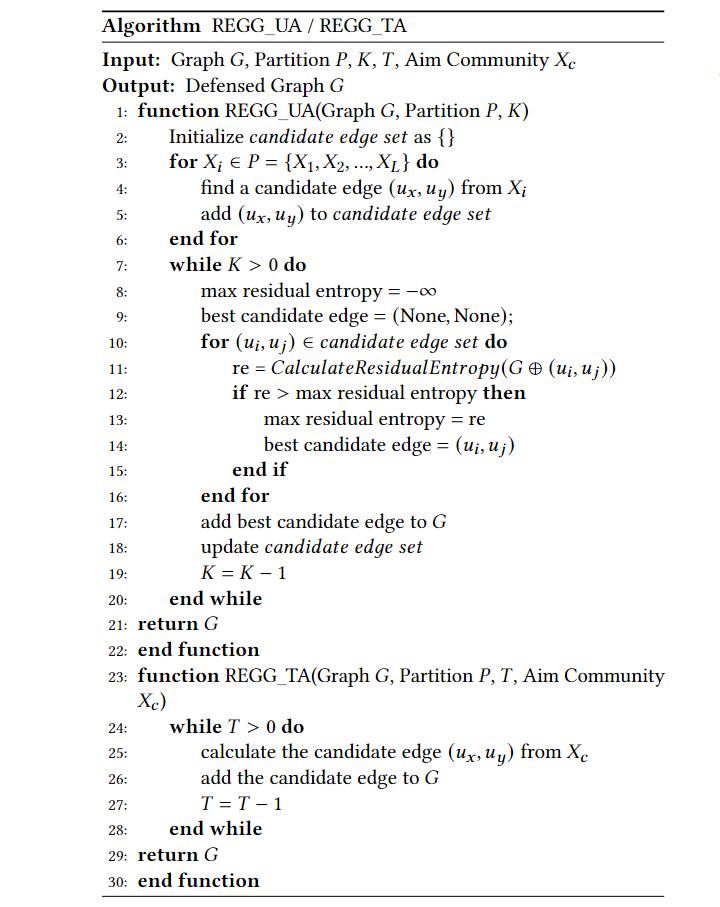 Algorithm REGG_UA / REGG_TA
Input: Graph G, Partition P, K, T, Aim Community X_c
Output: Defensed Graph G
1: function REGG_UA(Graph G, Partition P, K)
2: Initialize candidate edge set as {}
3: for X_i ∈ P = {X_1, X_2, ..., X_L} do
4: find a candidate edge (u_x, u_y) from X_i
5: add (u_x, u_y) to candidate edge set
6: end for
7: while K > 0 do
8: max residual entropy = −∞
9: best candidate edge = (None, None);
10: for (u_i, u_j) ∈ candidate edge set do
11: re = CalculateResidualEntropy(G ⊕ (u_i, u_j))
12: if re > max residual entropy then
13: max residual entropy = re
14: best candidate edge = (u_i, u_j)
15: end if
16: end for
17: add best candidate edge to G
18: update candidate edge set
19: K = K − 1
20: end while
21: return G
22: end function
23: function REGG_TA(Graph G, Partition P, T, Aim Community
X_c)
24: while T > 0 do
25: calculate the candidate edge (u_x, u_y) from X_c
26: add the candidate edge to G
27: T = T − 1
28: end while
29: return G
30: end function